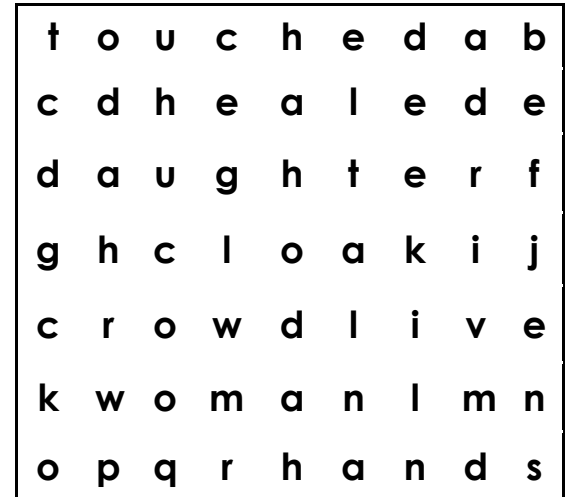 t o u c h e d a b
c d h e a l e d e
d a u g h t e r f
g h c l o a k i j
c r o w d l i v e
k w o m a n l m n
o p q r h a n d s